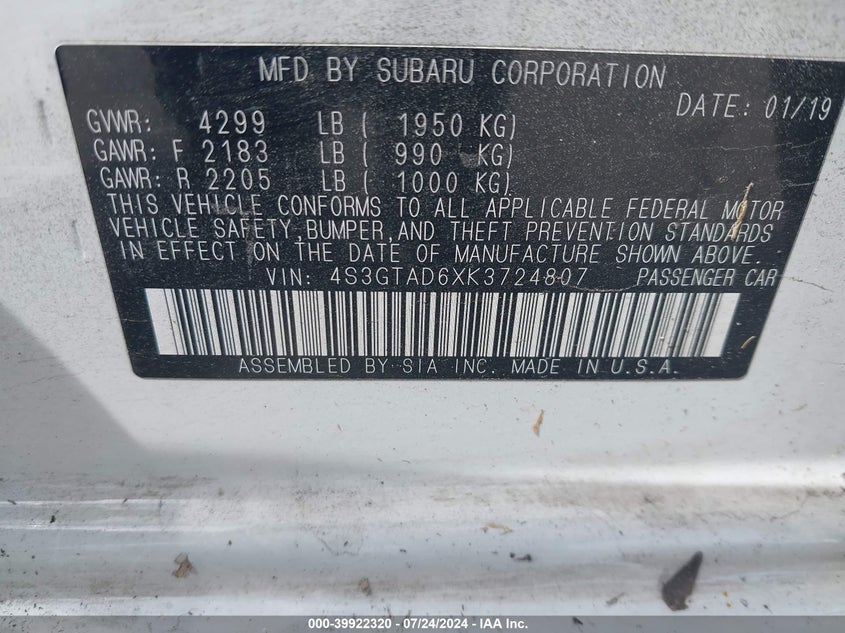 MFD BY SUBARU CORPORATION
DATE: 01/19
GVWR: 4299 LB ( 1950 KG)
GAWR: F 2183 LB ( 990 KG)
GAWR: R 2205 LB ( 1000 KG)
THIS VEHICLE CONFORMS TO ALL APPLICABLE FEDERAL MOTOR
VEHICLE SAFETY, BUMPER, AND THEFT PREVENTION STANDARDS
IN EFFECT ON THE DATE OF MANUFACTURE SHOWN ABOVE.
VIN: 4S3GTAD6XK3724807 PASSENGER CAR
ASSEMBLED BY SIA INC. MADE IN U.S.A.
000-39922320 - 07/24/2024 - IAA Inc.